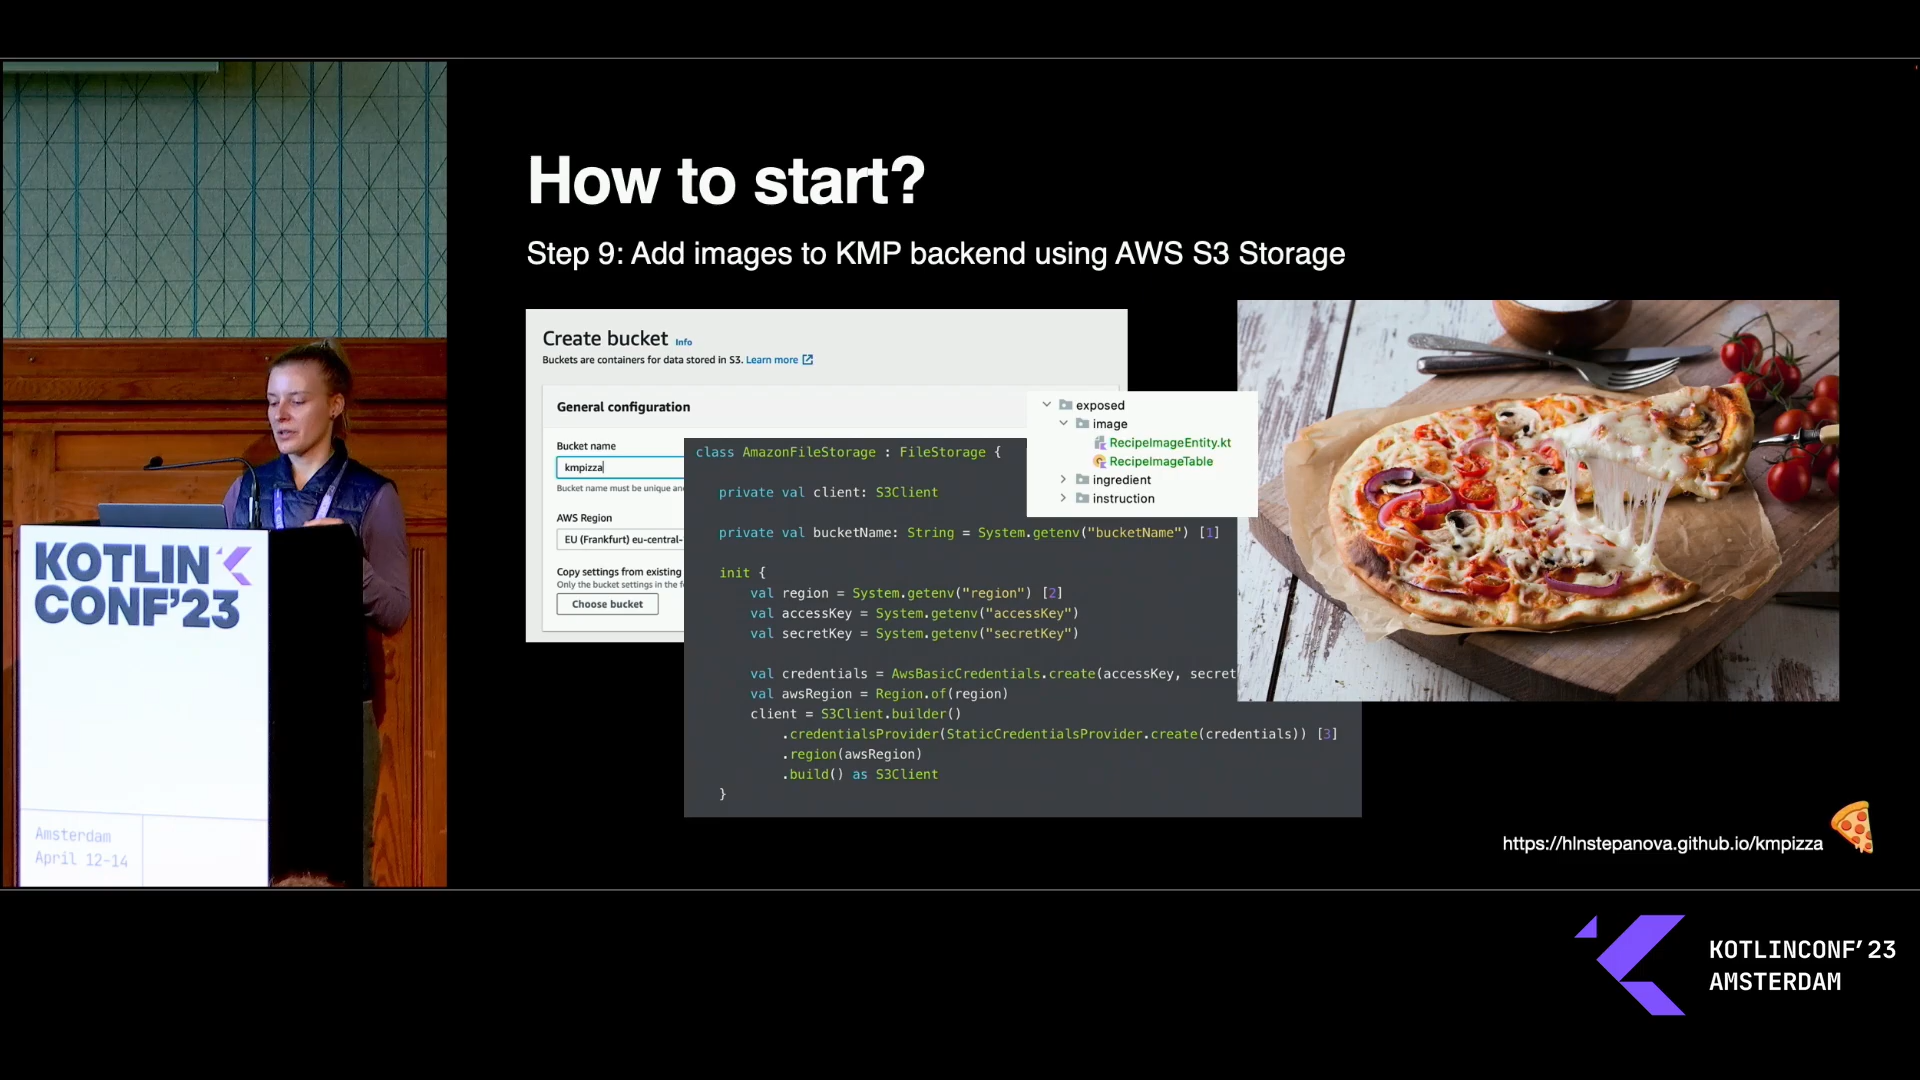 How to start?
Step 9: Add images to KMP backend using AWS S3 Storage
Create bucket Info
Buckets are containers for data stored in S3. Learn more
General configuration
Bucket name
kmpizza
Bucket name must be unique and
AWS Region
EU (Frankfurt) eu-central-
Copy settings from existing
Only the bucket settings in the
Choose bucket
exposed
image
RecipeImageEntity.kt
RecipeImageTable
ingredient
instruction
class AmazonFileStorage : FileStorage {
private val client: S3Client
private val bucketName: String = System.getenv("bucketName") [1]
init {
val region = System.getenv("region") [2]
val accessKey = System.getenv("accessKey")
val secretKey = System.getenv("secretKey")
val credentials = AwsBasicCredentials.create(accessKey, secret
val awsRegion = Region.of(region)
client = S3Client.builder()
.credentialsProvider(StaticCredentialsProvider.create(credentials)) [3]
.region(awsRegion)
.build() as S3Client
}
https://hlnstepanova.github.io/kmpizza
KOTLIN
CONF'23
Amsterdam
April 12-14
KOTLINCONF'23
AMSTERDAM